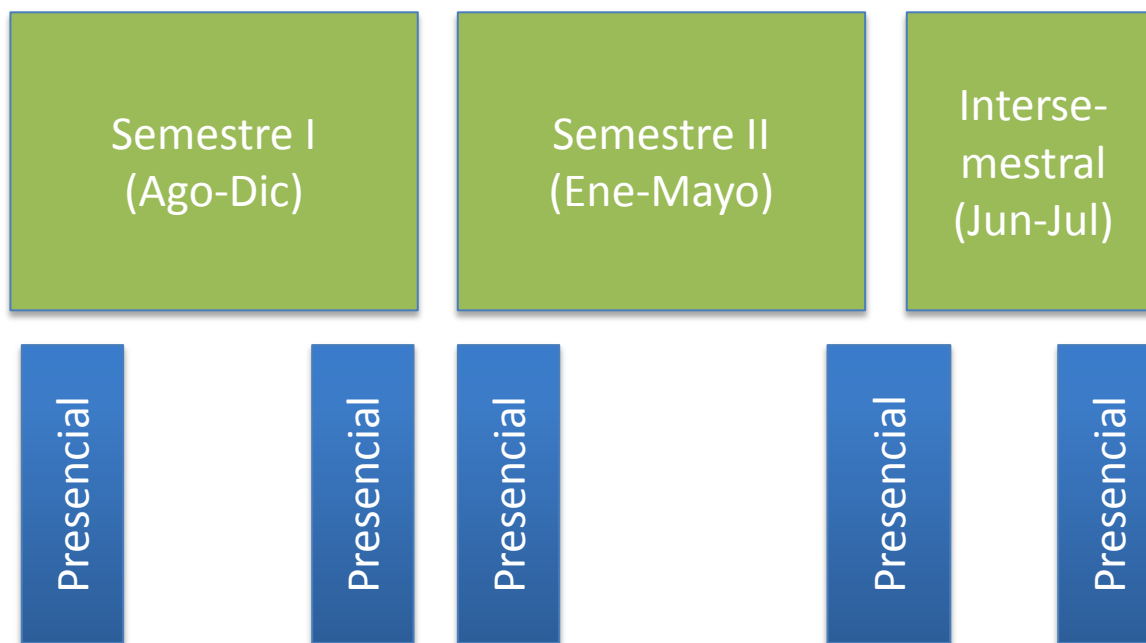 Semestre I
(Ago-Dic)
Semestre II
(Ene-Mayo)
Interse-
mestral
(Jun-Jul)
Presencial
Presencial
Presencial
Presencial
Presencial